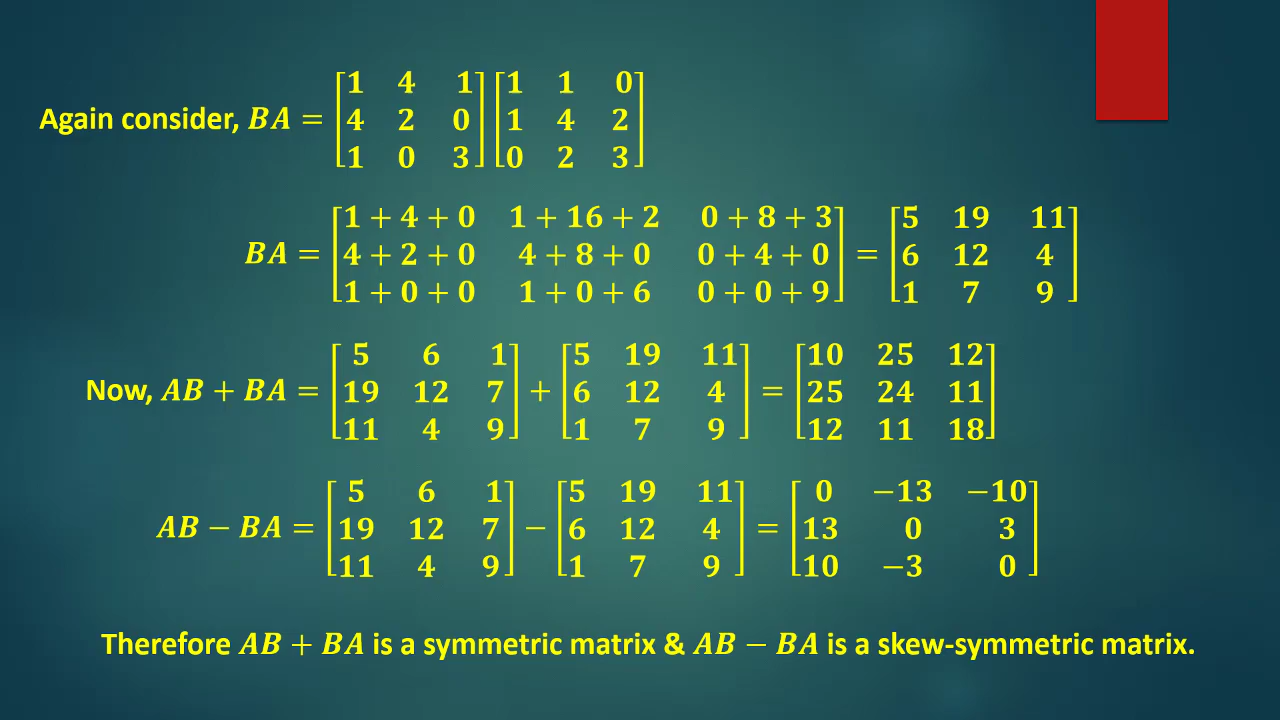 Again consider, BA = [1 4 1; 4 2 0; 1 0 3] [1 1 0; 1 4 2; 0 2 3]
BA = [1 + 4 + 0 1 + 16 + 2 0 + 8 + 3; 4 + 2 + 0 4 + 8 + 0 0 + 4 + 0; 1 + 0 + 0 1 + 0 + 6 0 + 0 + 9] = [5 19 11; 6 12 4; 1 7 9]
Now, AB + BA = [5 6 1; 19 12 7; 11 4 9] + [5 19 11; 6 12 4; 1 7 9] = [10 25 12; 25 24 11; 12 11 18]
AB − BA = [5 6 1; 19 12 7; 11 4 9] − [5 19 11; 6 12 4; 1 7 9] = [0 −13 −10; 13 0 3; 10 −3 0]
Therefore AB + BA is a symmetric matrix & AB − BA is a skew-symmetric matrix.